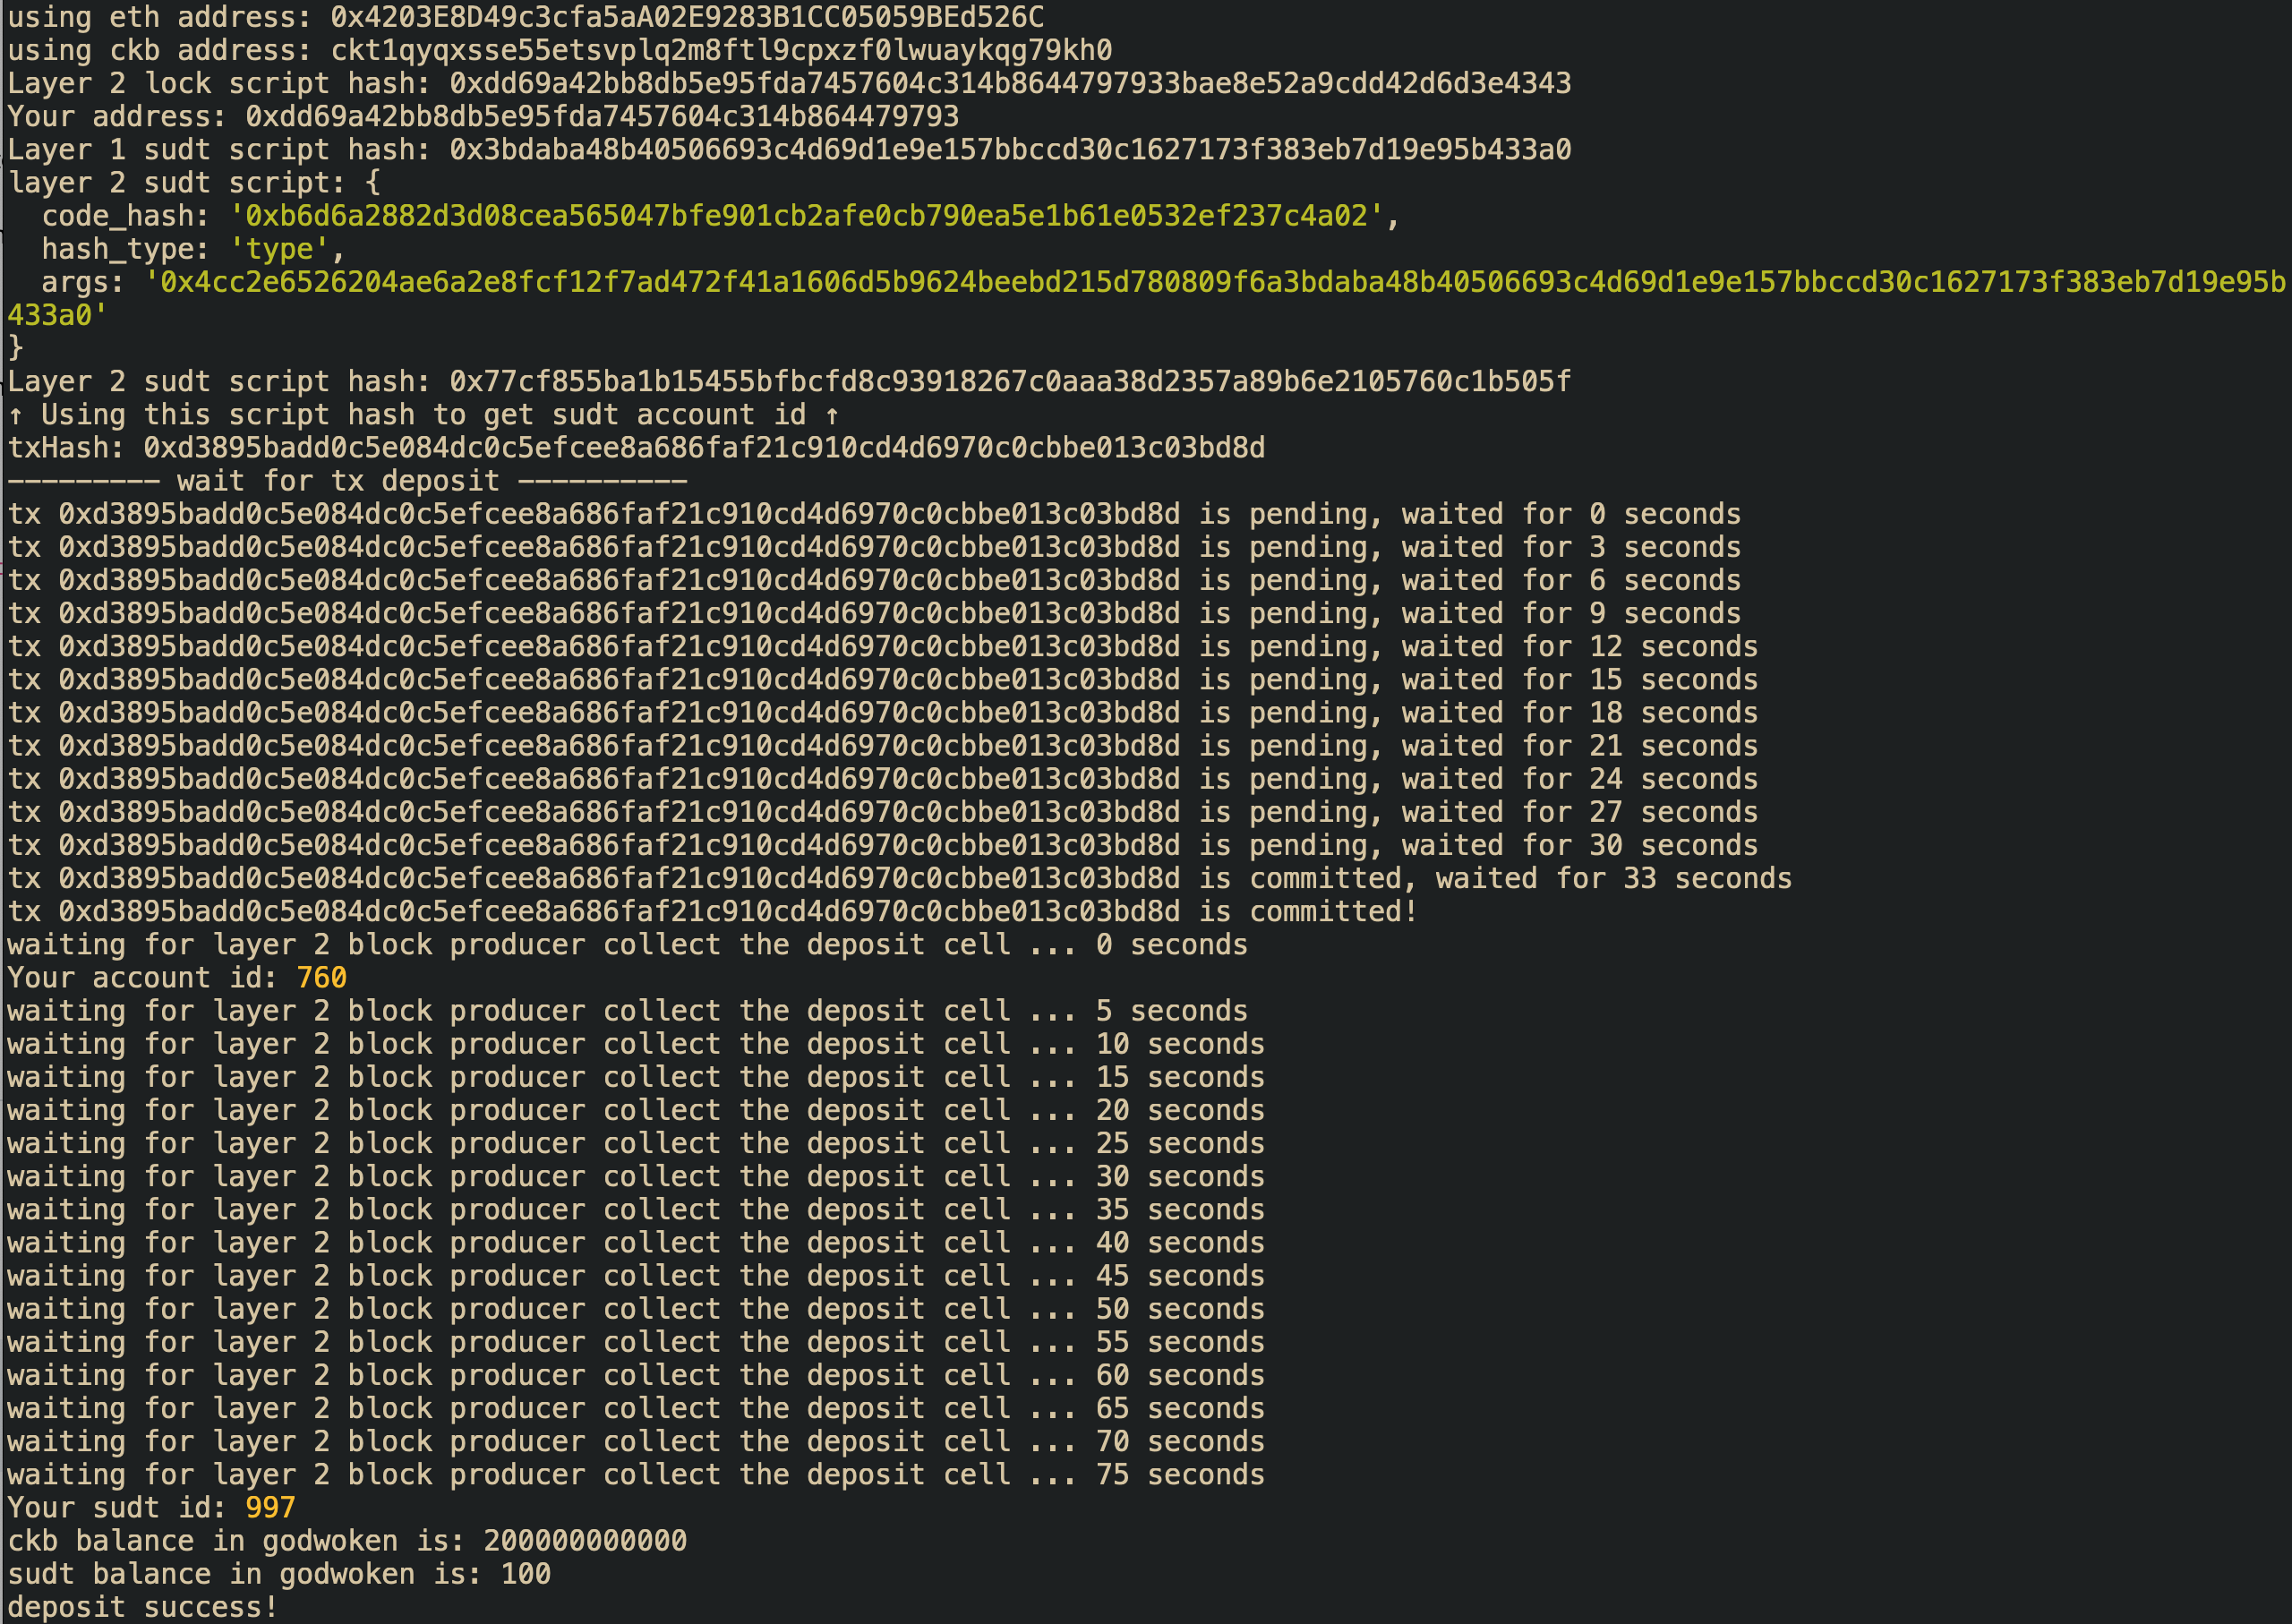 using eth address: 0x4203E8D49c3cfa5aA02E9283B1CC05059BEd526C
using ckb address: ckt1qyqxsse55etsvplq2m8ftl9cpxzf0lwuaykqg79kh0
Layer 2 lock script hash: 0xdd69a42bb8db5e95fda7457604c314b8644797933bae8e52a9cdd42d6d3e4343
Your address: 0xdd69a42bb8db5e95fda7457604c314b864479793
Layer 1 sudt script hash: 0x3bdaba48b40506693c4d69d1e9e157bbccd30c1627173f383eb7d19e95b433a0
layer 2 sudt script: {
  code_hash: '0xb6d6a2882d3d08cea565047bfe901cb2afe0cb790ea5e1b61e0532ef237c4a02',
  hash_type: 'type',
  args: '0x4cc2e6526204ae6a2e8fcf12f7ad472f41a1606d5b9624beebd215d780809f6a3bdaba48b40506693c4d69d1e9e157bbccd30c1627173f383eb7d19e95b
433a0'
}
Layer 2 sudt script hash: 0x77cf855ba1b15455bfbcfd8c93918267c0aaa38d2357a89b6e2105760c1b505f
↑ Using this script hash to get sudt account id ↑
txHash: 0xd3895badd0c5e084dc0c5efcee8a686faf21c910cd4d6970c0cbbe013c03bd8d
--------- wait for tx deposit ----------
tx 0xd3895badd0c5e084dc0c5efcee8a686faf21c910cd4d6970c0cbbe013c03bd8d is pending, waited for 0 seconds
tx 0xd3895badd0c5e084dc0c5efcee8a686faf21c910cd4d6970c0cbbe013c03bd8d is pending, waited for 3 seconds
tx 0xd3895badd0c5e084dc0c5efcee8a686faf21c910cd4d6970c0cbbe013c03bd8d is pending, waited for 6 seconds
tx 0xd3895badd0c5e084dc0c5efcee8a686faf21c910cd4d6970c0cbbe013c03bd8d is pending, waited for 9 seconds
tx 0xd3895badd0c5e084dc0c5efcee8a686faf21c910cd4d6970c0cbbe013c03bd8d is pending, waited for 12 seconds
tx 0xd3895badd0c5e084dc0c5efcee8a686faf21c910cd4d6970c0cbbe013c03bd8d is pending, waited for 15 seconds
tx 0xd3895badd0c5e084dc0c5efcee8a686faf21c910cd4d6970c0cbbe013c03bd8d is pending, waited for 18 seconds
tx 0xd3895badd0c5e084dc0c5efcee8a686faf21c910cd4d6970c0cbbe013c03bd8d is pending, waited for 21 seconds
tx 0xd3895badd0c5e084dc0c5efcee8a686faf21c910cd4d6970c0cbbe013c03bd8d is pending, waited for 24 seconds
tx 0xd3895badd0c5e084dc0c5efcee8a686faf21c910cd4d6970c0cbbe013c03bd8d is pending, waited for 27 seconds
tx 0xd3895badd0c5e084dc0c5efcee8a686faf21c910cd4d6970c0cbbe013c03bd8d is pending, waited for 30 seconds
tx 0xd3895badd0c5e084dc0c5efcee8a686faf21c910cd4d6970c0cbbe013c03bd8d is committed, waited for 33 seconds
tx 0xd3895badd0c5e084dc0c5efcee8a686faf21c910cd4d6970c0cbbe013c03bd8d is committed!
waiting for layer 2 block producer collect the deposit cell ... 0 seconds
Your account id: 760
waiting for layer 2 block producer collect the deposit cell ... 5 seconds
waiting for layer 2 block producer collect the deposit cell ... 10 seconds
waiting for layer 2 block producer collect the deposit cell ... 15 seconds
waiting for layer 2 block producer collect the deposit cell ... 20 seconds
waiting for layer 2 block producer collect the deposit cell ... 25 seconds
waiting for layer 2 block producer collect the deposit cell ... 30 seconds
waiting for layer 2 block producer collect the deposit cell ... 35 seconds
waiting for layer 2 block producer collect the deposit cell ... 40 seconds
waiting for layer 2 block producer collect the deposit cell ... 45 seconds
waiting for layer 2 block producer collect the deposit cell ... 50 seconds
waiting for layer 2 block producer collect the deposit cell ... 55 seconds
waiting for layer 2 block producer collect the deposit cell ... 60 seconds
waiting for layer 2 block producer collect the deposit cell ... 65 seconds
waiting for layer 2 block producer collect the deposit cell ... 70 seconds
waiting for layer 2 block producer collect the deposit cell ... 75 seconds
Your sudt id: 997
ckb balance in godwoken is: 200000000000
sudt balance in godwoken is: 100
deposit success!